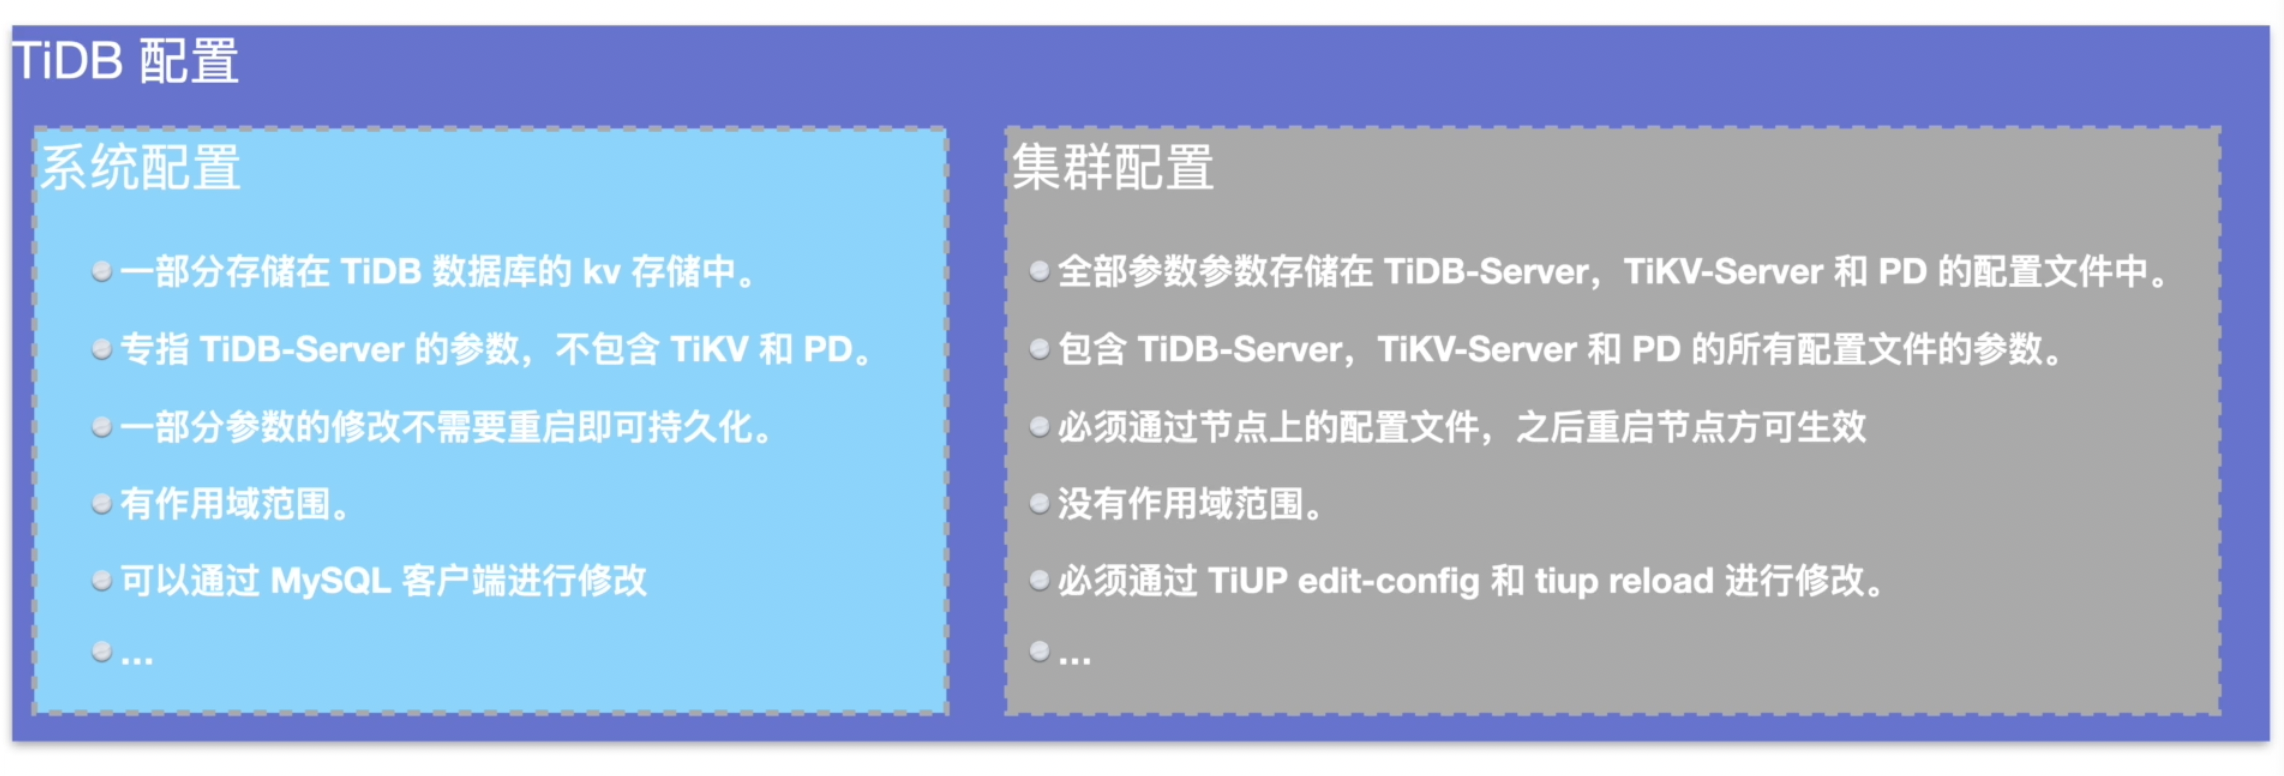 TiDB 配置
系统配置
一部分存储在 TiDB 数据库的 kv 存储中。
专指 TiDB-Server 的参数，不包含 TiKV 和 PD。
一部分参数的修改不需要重启即可持久化。
有作用域范围。
可以通过 MySQL 客户端进行修改
...
集群配置
全部参数参数存储在 TiDB-Server，TiKV-Server 和 PD 的配置文件中。
包含 TiDB-Server，TiKV-Server 和 PD 的所有配置文件的参数。
必须通过节点上的配置文件，之后重启节点方可生效
没有作用域范围。
必须通过 TiUP edit-config 和 tiup reload 进行修改。
...